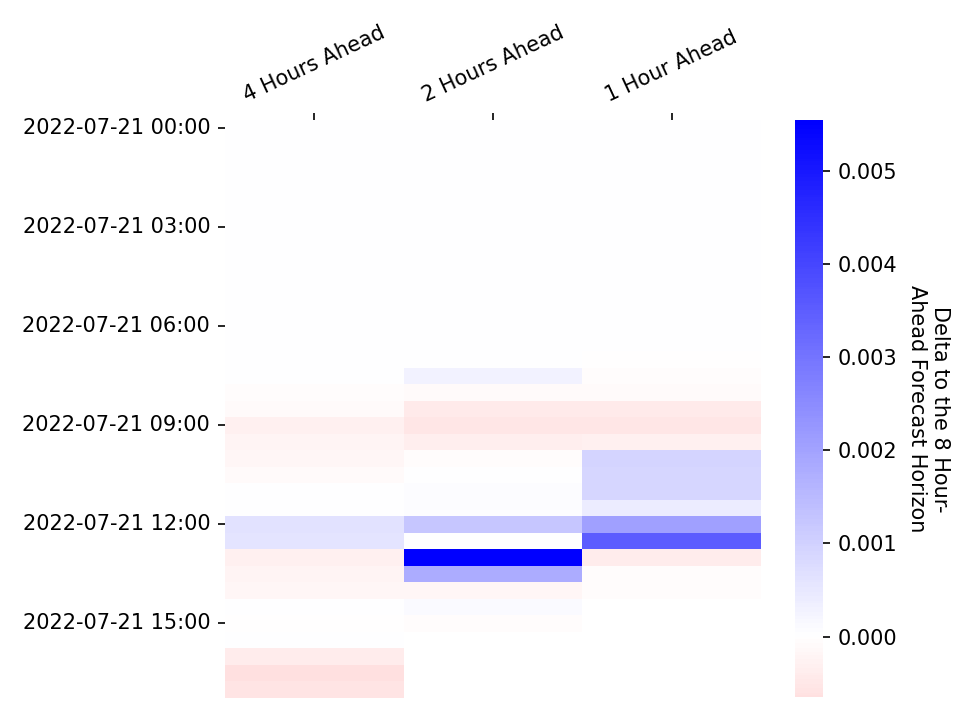 4 Hours Ahead
2 Hours Ahead
1 Hour Ahead
2022-07-21 00:00
2022-07-21 03:00
2022-07-21 06:00
2022-07-21 09:00
2022-07-21 12:00
2022-07-21 15:00
0.005
0.004
0.003
0.002
0.001
0.000
Delta to the 8 Hour-
Ahead Forecast Horizon